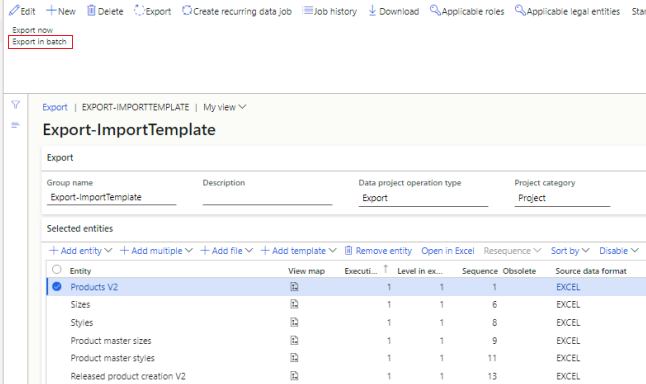 Edit New Delete Export Create recurring data job Job history Download Applicable roles Applicable legal entities Star
Export now
Export in batch
Export | EXPORT-IMPORTTEMPLATE | My view
Export-ImportTemplate
Export
Group name Description Data project operation type Project category
Export-ImportTemplate Export Project
Selected entities
Add entity Add multiple Add file Add template Remove entity Open in Excel Resequence Sort by Disable
Entity View map Executi... Level in ex... Sequence Obsolete Source data format
Products V2 1 1 1 EXCEL
Sizes 1 1 6 EXCEL
Styles 1 1 8 EXCEL
Product master sizes 1 1 9 EXCEL
Product master styles 1 1 11 EXCEL
Released product creation V2 1 1 13 EXCEL